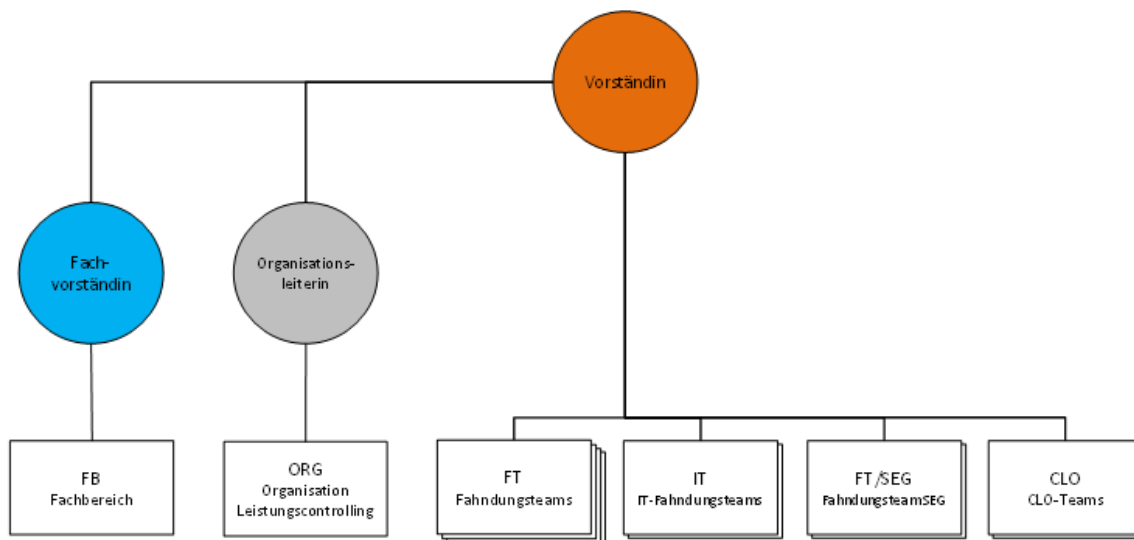 Vorständin
Fach-
vorständin
Organisations-
leiterin
FB
Fachbereich
ORG
Organisation
Leistungscontrolling
FT
Fahndungsteams
IT
IT-Fahndungsteams
FT/SEG
FahndungsteamSEG
CLO
CLO-Teams